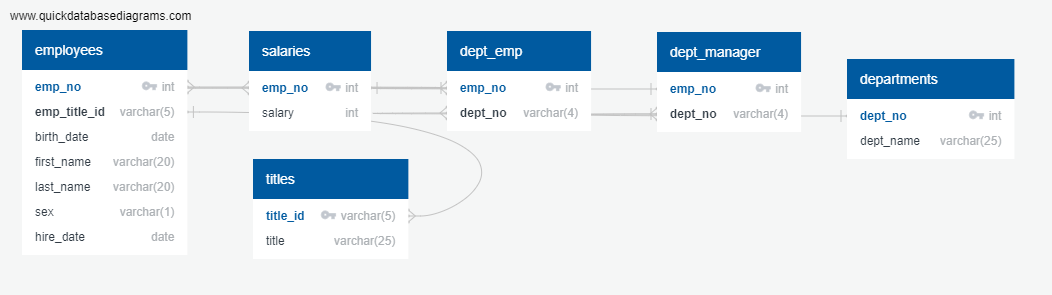 www.quickdatabasediagrams.com
employees
emp_no int
emp_title_id varchar(5)
birth_date date
first_name varchar(20)
last_name varchar(20)
sex varchar(1)
hire_date date
salaries
emp_no int
salary int
titles
title_id varchar(5)
title varchar(25)
dept_emp
emp_no int
dept_no varchar(4)
dept_manager
emp_no int
dept_no varchar(4)
departments
dept_no int
dept_name varchar(25)